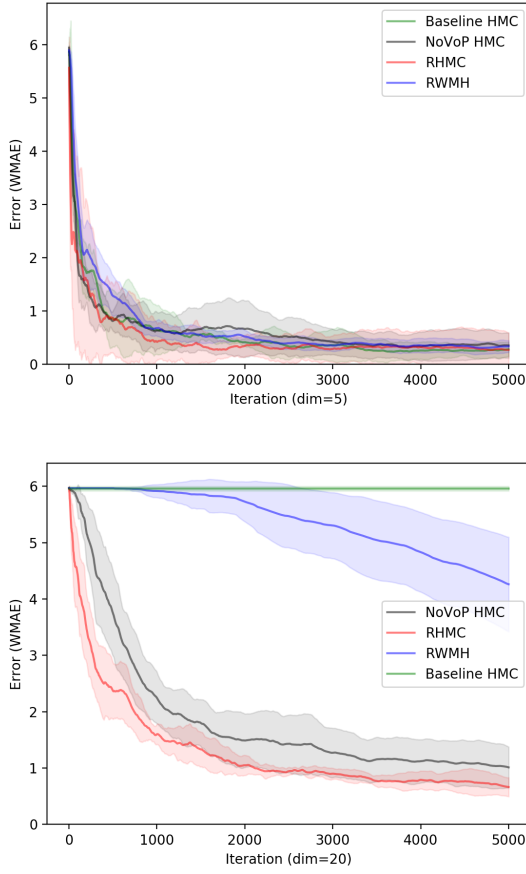 Baseline HMC
NoVoP HMC
RHMC
RWMH
6
5
4
3
2
1
0
Error (WMAE)
0 1000 2000 3000 4000 5000
Iteration (dim=5)
6
5
4
3
2
1
0
Error (WMAE)
NoVoP HMC
RHMC
RWMH
Baseline HMC
0 1000 2000 3000 4000 5000
Iteration (dim=20)